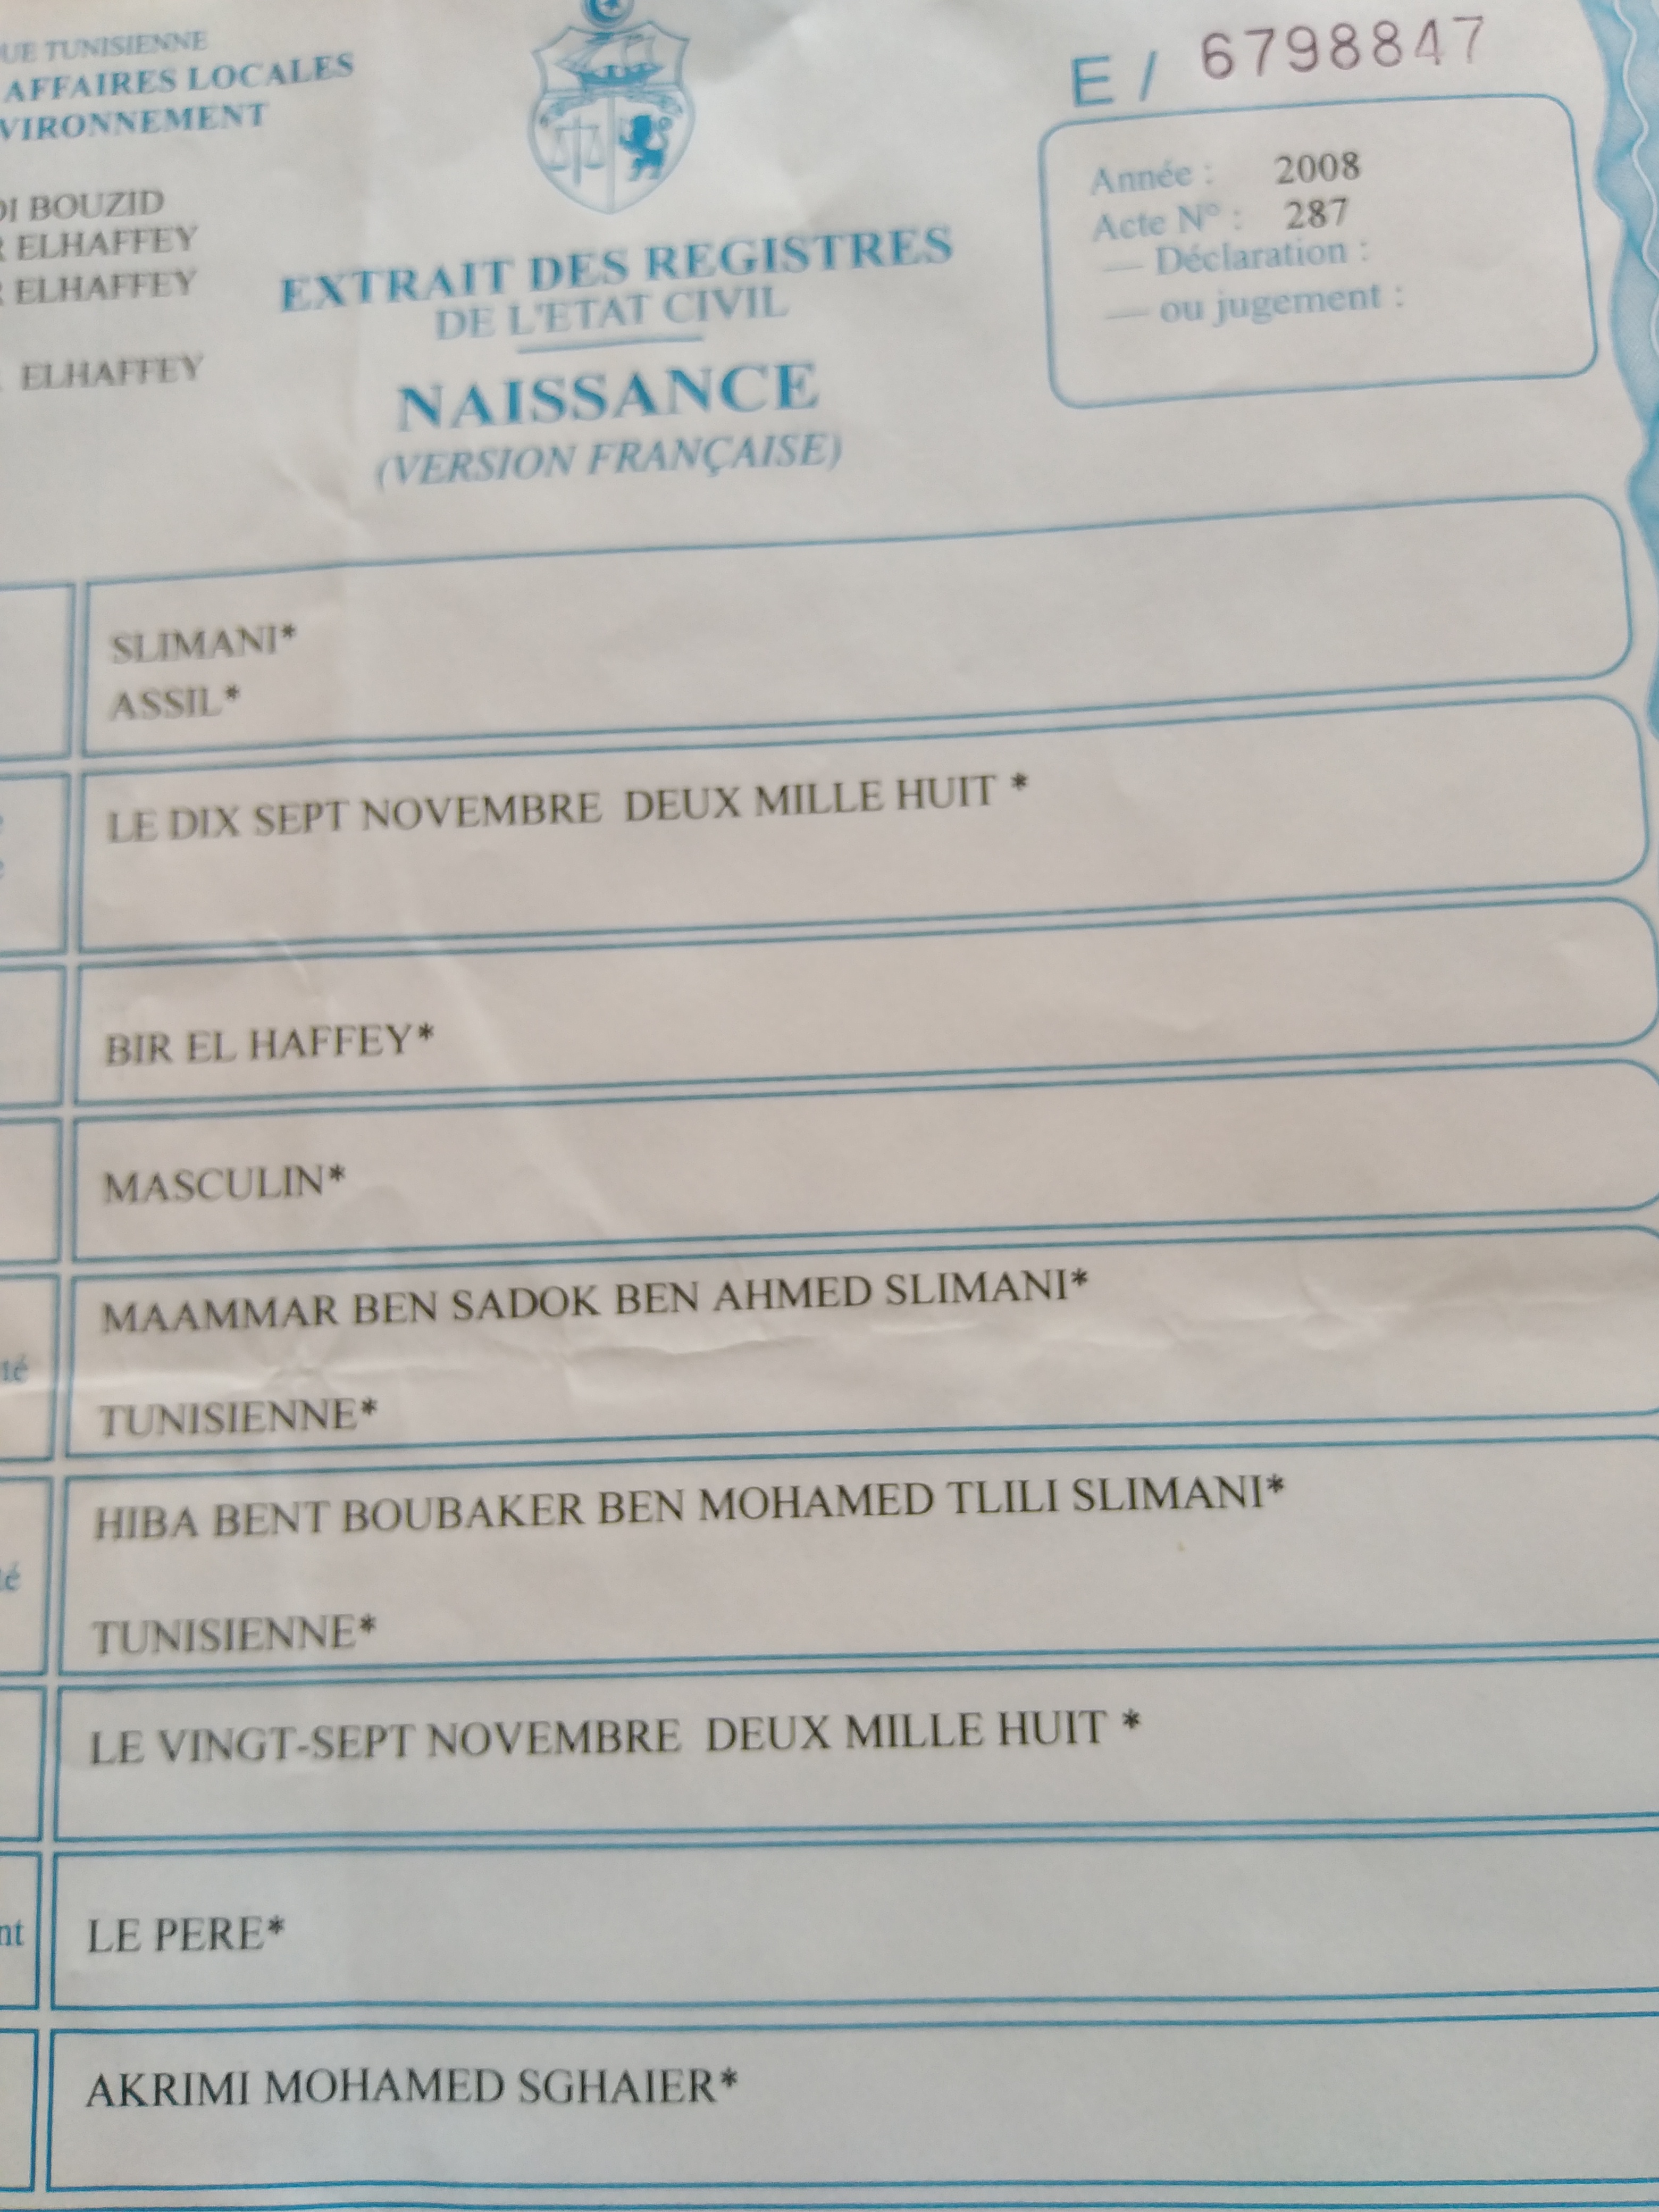 UE TUNISIENNE
AFFAIRES LOCALES
VIRONNEMENT
DI BOUZID
R ELHAFFEY
R ELHAFFEY
ELHAFFEY
E / 6798847
Année : 2008
Acte N° : 287
— Déclaration :
— ou jugement :
EXTRAIT DES REGISTRES
DE L'ETAT CIVIL
NAISSANCE
(VERSION FRANÇAISE)
SLIMANI*
ASSIL*
LE DIX SEPT NOVEMBRE DEUX MILLE HUIT *
BIR EL HAFFEY*
MASCULIN*
MAAMMAR BEN SADOK BEN AHMED SLIMANI*
té
TUNISIENNE*
HIBA BENT BOUBAKER BEN MOHAMED TLILI SLIMANI*
té
TUNISIENNE*
LE VINGT-SEPT NOVEMBRE DEUX MILLE HUIT *
nt
LE PERE*
AKRIMI MOHAMED SGHAIER*